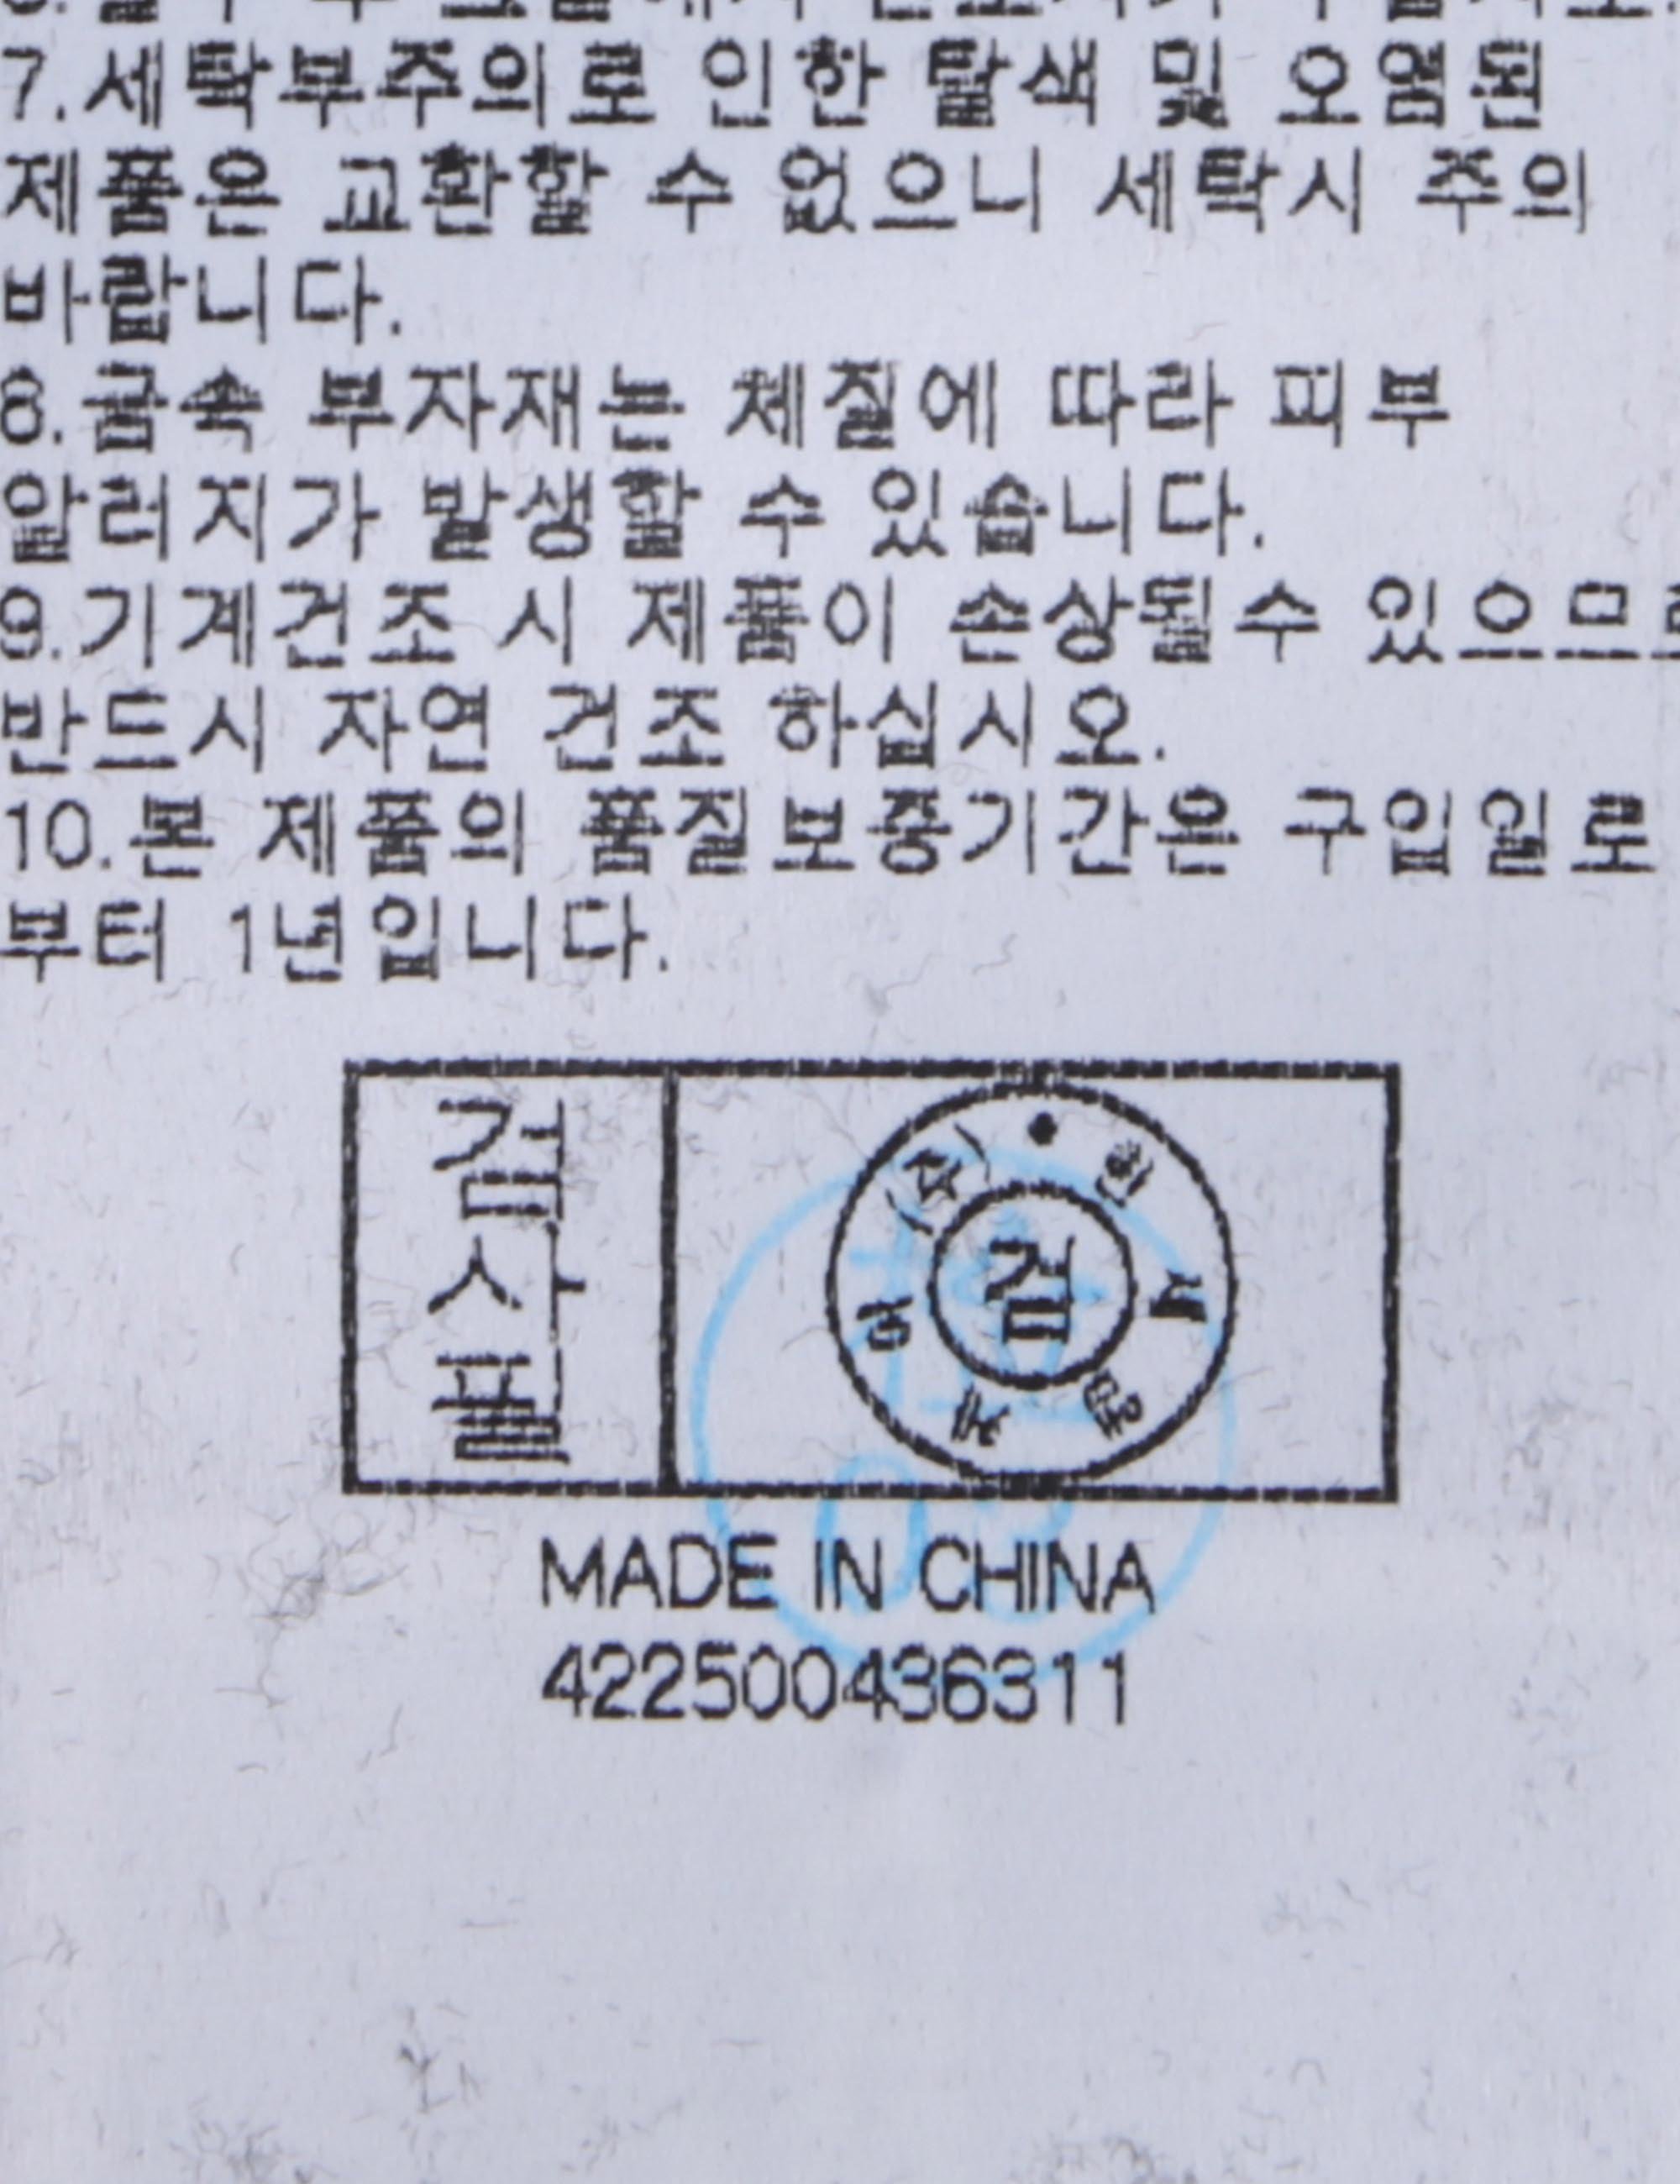 7.세탁부주의로 인한 탈색 및 오염된
제품은 교환할 수 없으니 세탁시 주의
바랍니다.
8.금속 부자재는 체질에 따라 피부
알러지가 발생할 수 있습니다.
9.기계건조 시 제품이 손상될수 있으므로
반드시 자연 건조 하십시오.
10.본 제품의 품질보증기간은 구입일로
부터 1년입니다.
검사필
검
MADE IN CHINA
422500436311